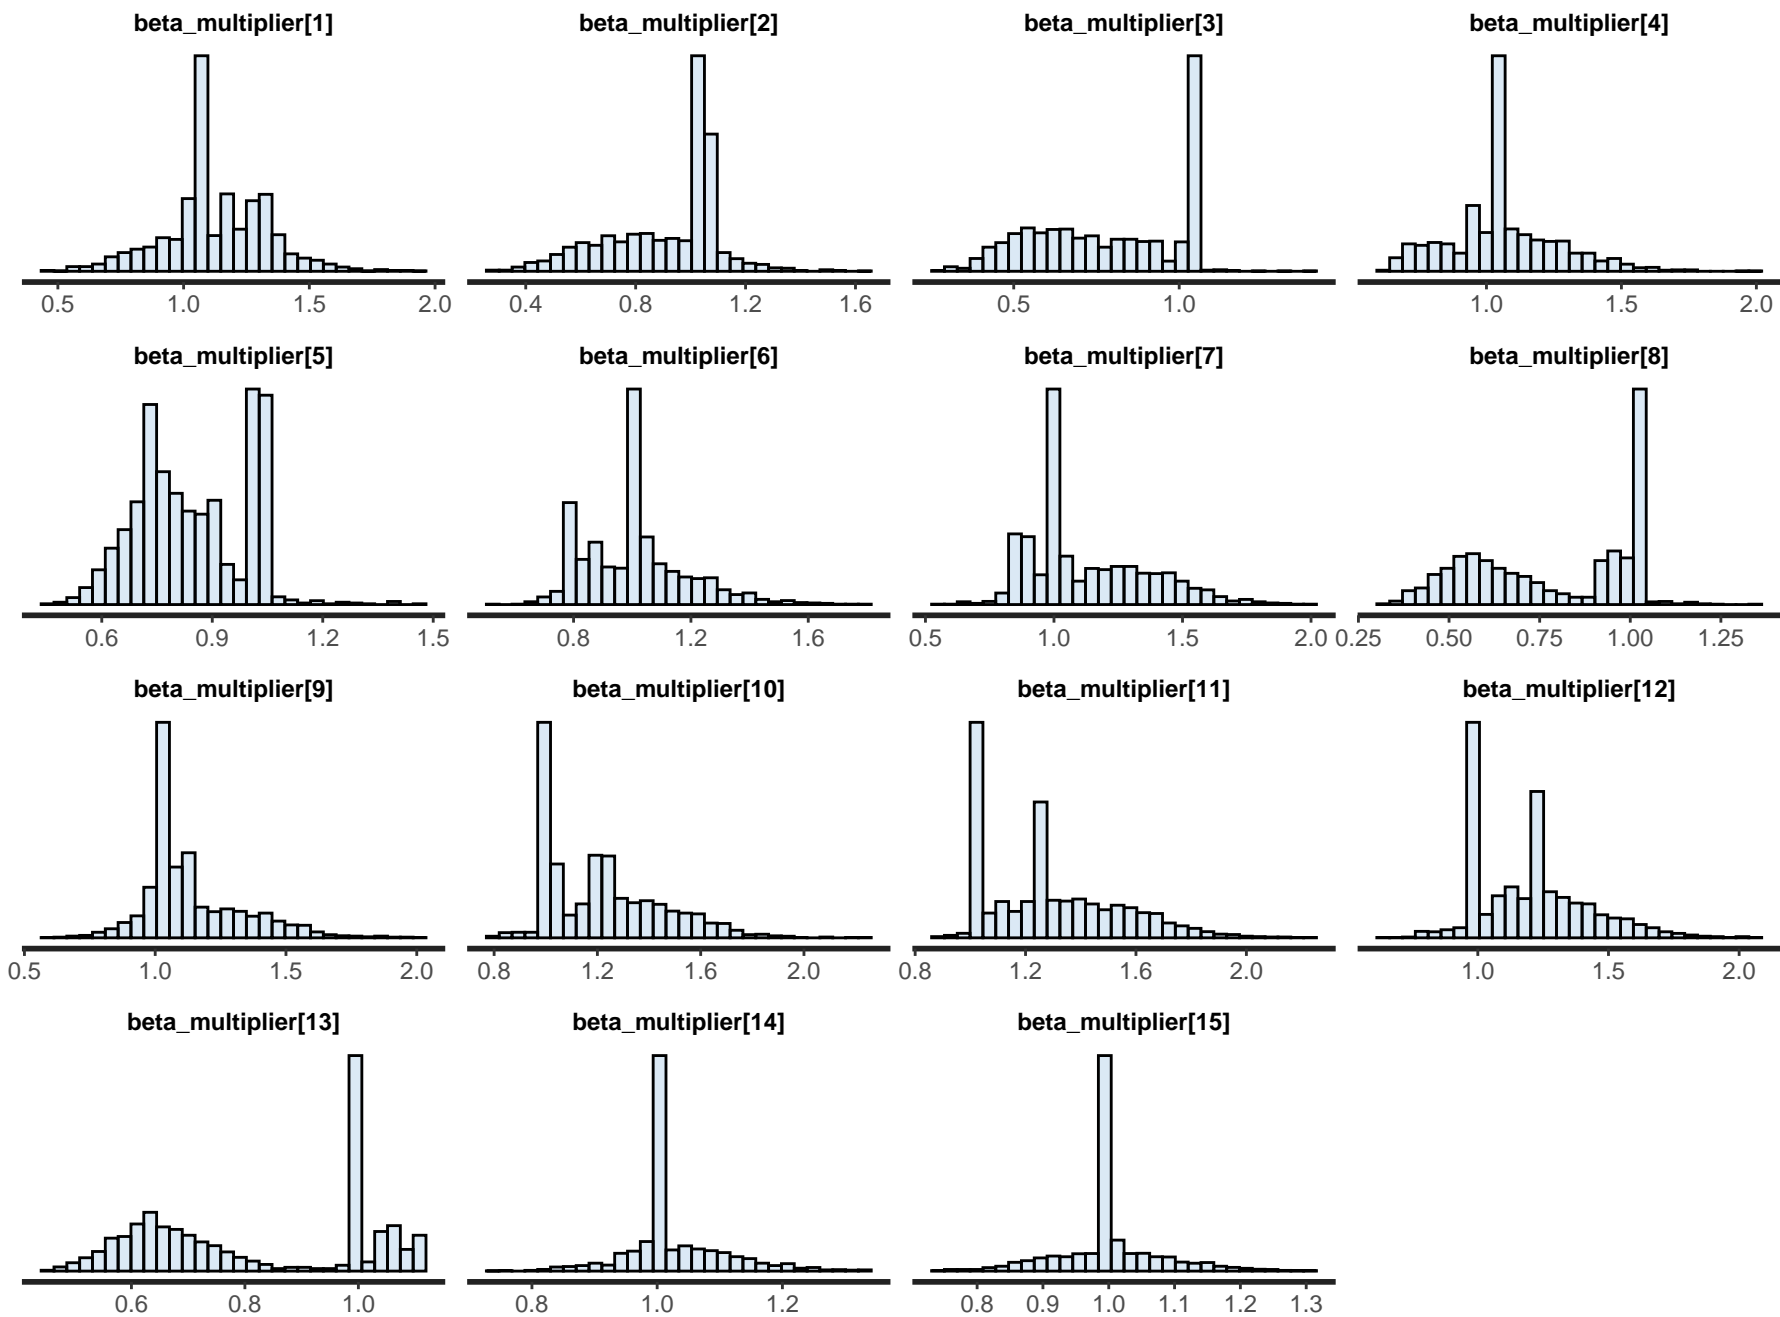 beta_multiplier[1] beta_multiplier[2] beta_multiplier[3] beta_multiplier[4]
0.5 1.0 1.5 2.0 0.4 0.8 1.2 1.6 0.5 1.0 1.0 1.5 2.0
beta_multiplier[5] beta_multiplier[6] beta_multiplier[7] beta_multiplier[8]
0.6 0.9 1.2 1.5 0.8 1.2 1.6 0.5 1.0 1.5 2.0 0.25 0.50 0.75 1.00 1.25
beta_multiplier[9] beta_multiplier[10] beta_multiplier[11] beta_multiplier[12]
0.5 1.0 1.5 2.0 0.8 1.2 1.6 2.0 0.8 1.2 1.6 2.0 1.0 1.5 2.0
beta_multiplier[13] beta_multiplier[14] beta_multiplier[15]
0.6 0.8 1.0 0.8 1.0 1.2 0.8 0.9 1.0 1.1 1.2 1.3